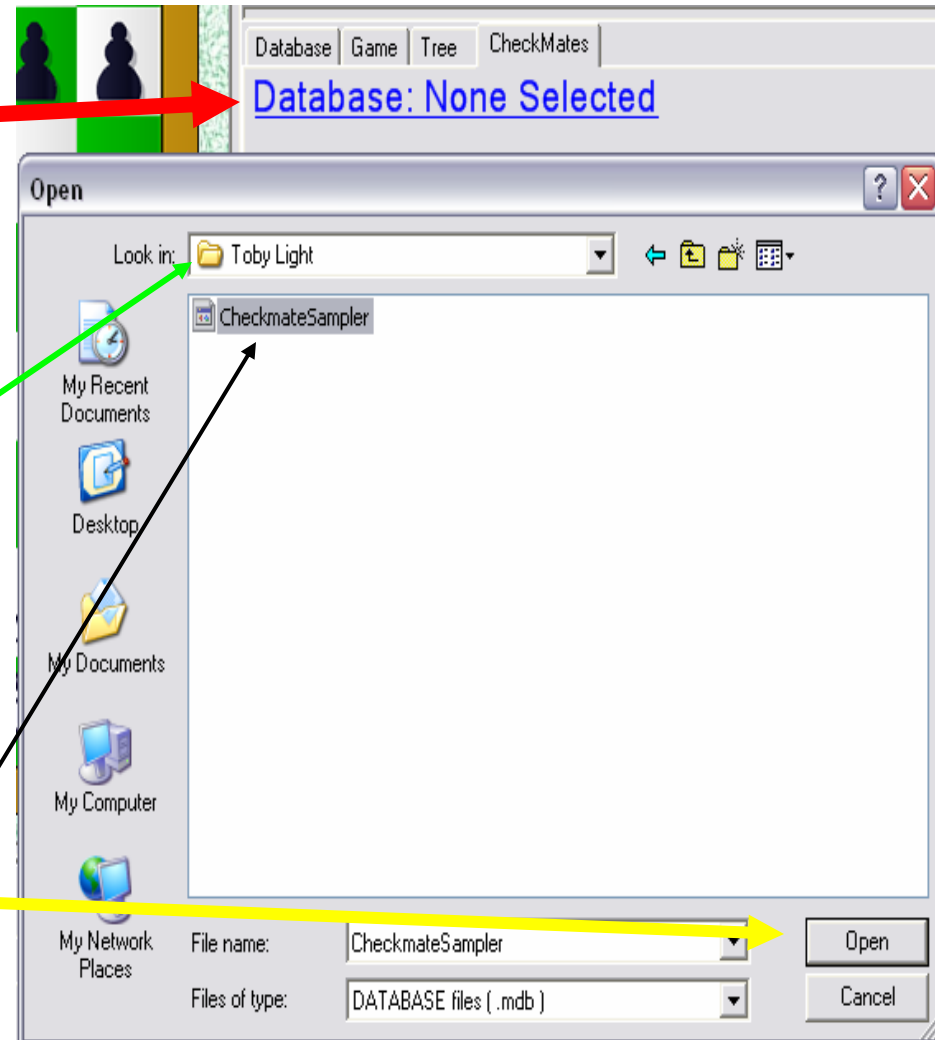 Database Game Tree CheckMates
Database: None Selected
Open
Look in: Toby Light
CheckmateSampler
My Recent
Documents
Desktop
My Documents
My Computer
My Network
Places
File name: CheckmateSampler Open
Files of type: DATABASE files ( .mdb ) Cancel